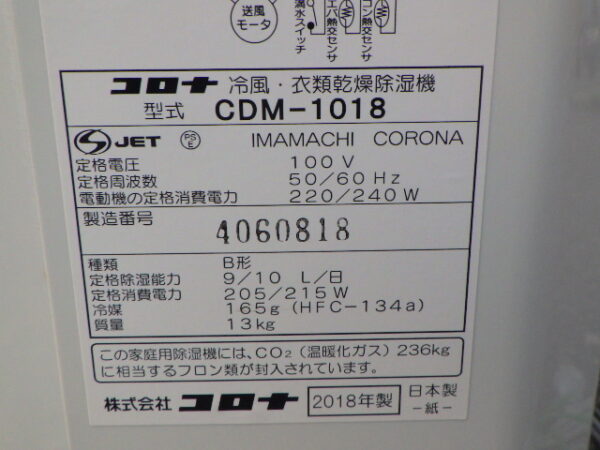 送風
モータ
満水スイッチ
エバ熱交センサ
コン熱交センサ
コロナ 冷風・衣類乾燥除湿機
型式 CDM-1018
JET PSE IMAMACHI CORONA
定格電圧 100V
定格周波数 50/60Hz
電動機の定格消費電力 220/240W
製造番号 4060818
種類 B形
定格除湿能力 9/10 L/日
定格消費電力 205/215W
冷媒 165g(HFC-134a)
質量 13kg
この家庭用除湿機には、CO2(温暖化ガス)236kg
に相当するフロン類が封入されています。
株式会社 コロナ 2018年製 日本製
-紙-